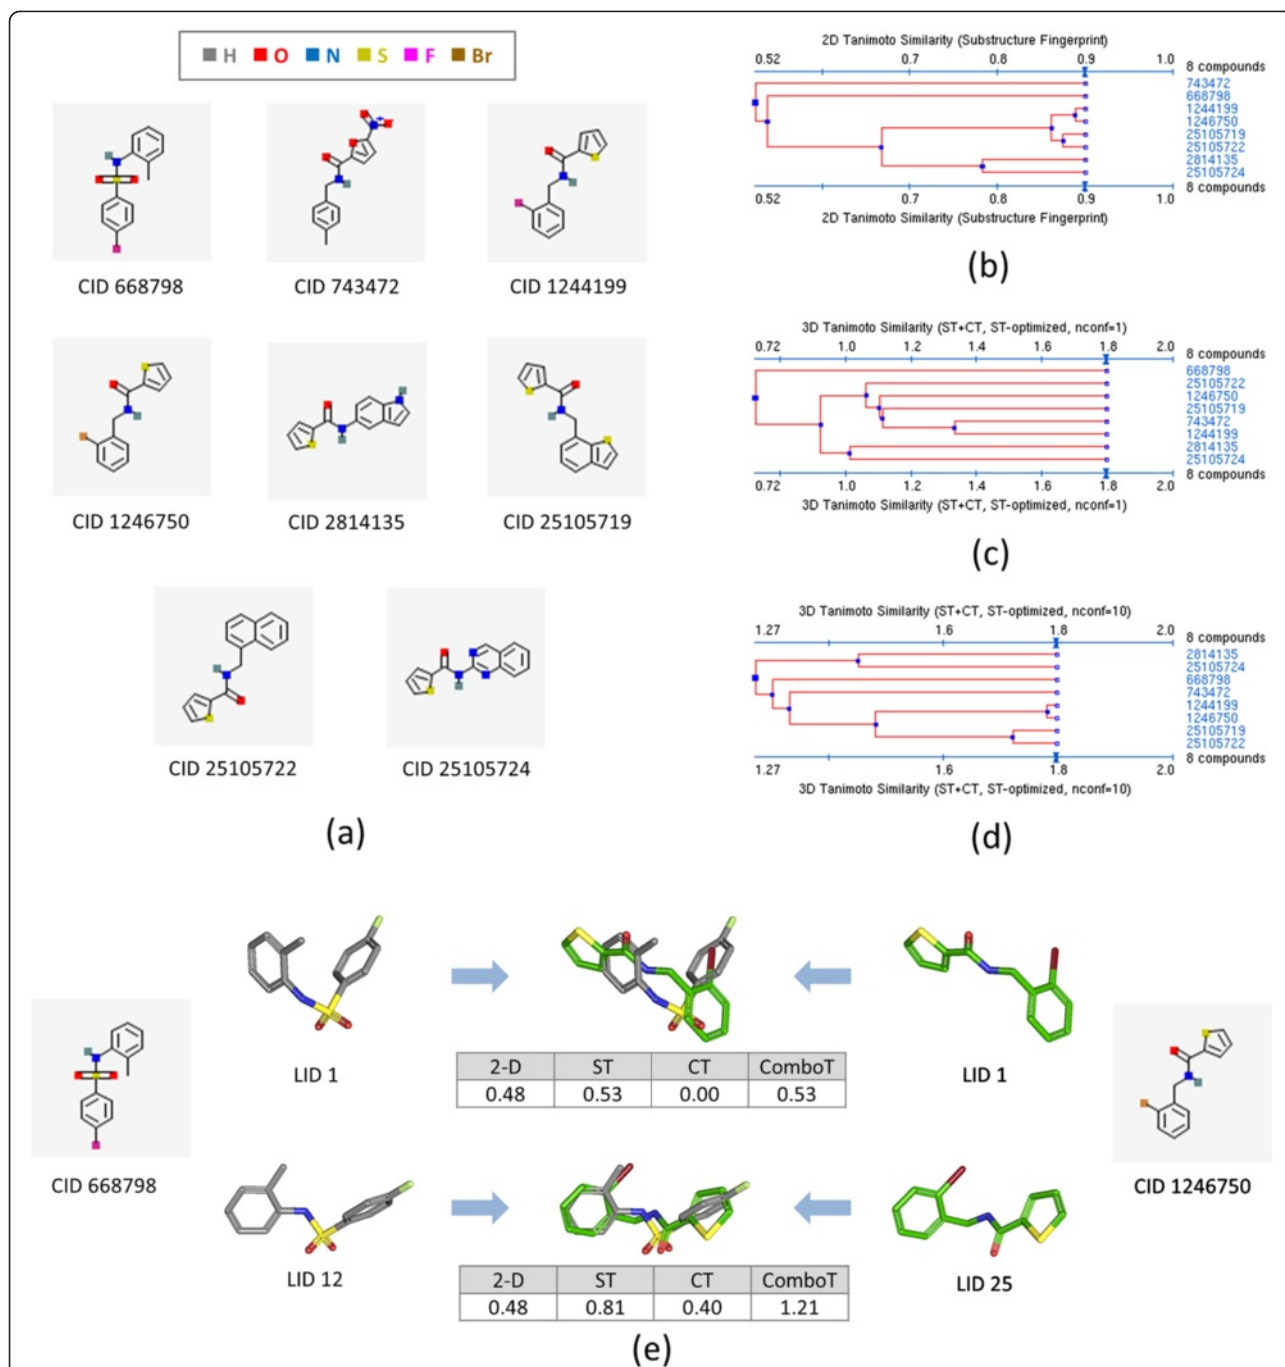 H O N S F Br
CID 668798
CID 743472
CID 1244199
CID 1246750
CID 2814135
CID 25105719
CID 25105722
CID 25105724
(a)
2D Tanimoto Similarity (Substructure Fingerprint)
0.52 0.7 0.8 0.9 1.0
8 compounds
743472
668798
1244199
1246750
25105719
25105722
2814135
25105724
8 compounds
0.52 0.7 0.8 0.9 1.0
2D Tanimoto Similarity (Substructure Fingerprint)
(b)
3D Tanimoto Similarity (ST+CT, ST-optimized, nconf=1)
0.72 1.0 1.2 1.4 1.6 1.8 2.0
8 compounds
668798
25105722
1246750
25105719
743472
1244199
2814135
25105724
8 compounds
0.72 1.0 1.2 1.4 1.6 1.8 2.0
3D Tanimoto Similarity (ST+CT, ST-optimized, nconf=1)
(c)
3D Tanimoto Similarity (ST+CT, ST-optimized, nconf=10)
1.27 1.6 1.8 2.0
8 compounds
2814135
25105724
668798
743472
1244199
1246750
25105719
25105722
8 compounds
1.27 1.6 1.8 2.0
3D Tanimoto Similarity (ST+CT, ST-optimized, nconf=10)
(d)
CID 668798
LID 1
2-D ST CT ComboT
0.48 0.53 0.00 0.53
LID 1
CID 1246750
LID 12
2-D ST CT ComboT
0.48 0.81 0.40 1.21
LID 25
(e)